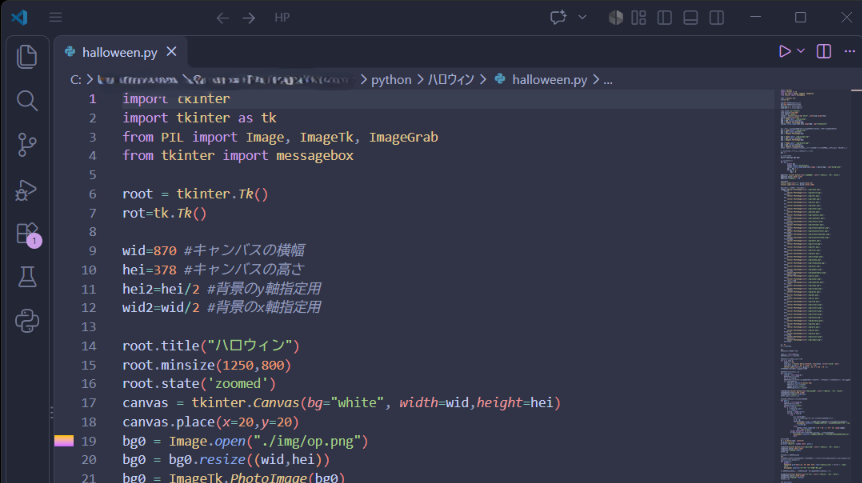 HP
halloween.py
C: > python > ハロウィン > halloween.py > ...
1 import tkinter
2 import tkinter as tk
3 from PIL import Image, ImageTk, ImageGrab
4 from tkinter import messagebox
5
6 root = tkinter.Tk()
7 rot=tk.Tk()
8
9 wid=870 #キャンバスの横幅
10 hei=378 #キャンバスの高さ
11 hei2=hei/2 #背景のy軸指定用
12 wid2=wid/2 #背景のx軸指定用
13
14 root.title("ハロウィン")
15 root.minsize(1250,800)
16 root.state('zoomed')
17 canvas = tkinter.Canvas(bg="white", width=wid,height=hei)
18 canvas.place(x=20,y=20)
19 bg0 = Image.open("./img/op.png")
20 bg0 = bg0.resize((wid,hei))
21 bg0 = ImageTk.PhotoImage(bg0)
1